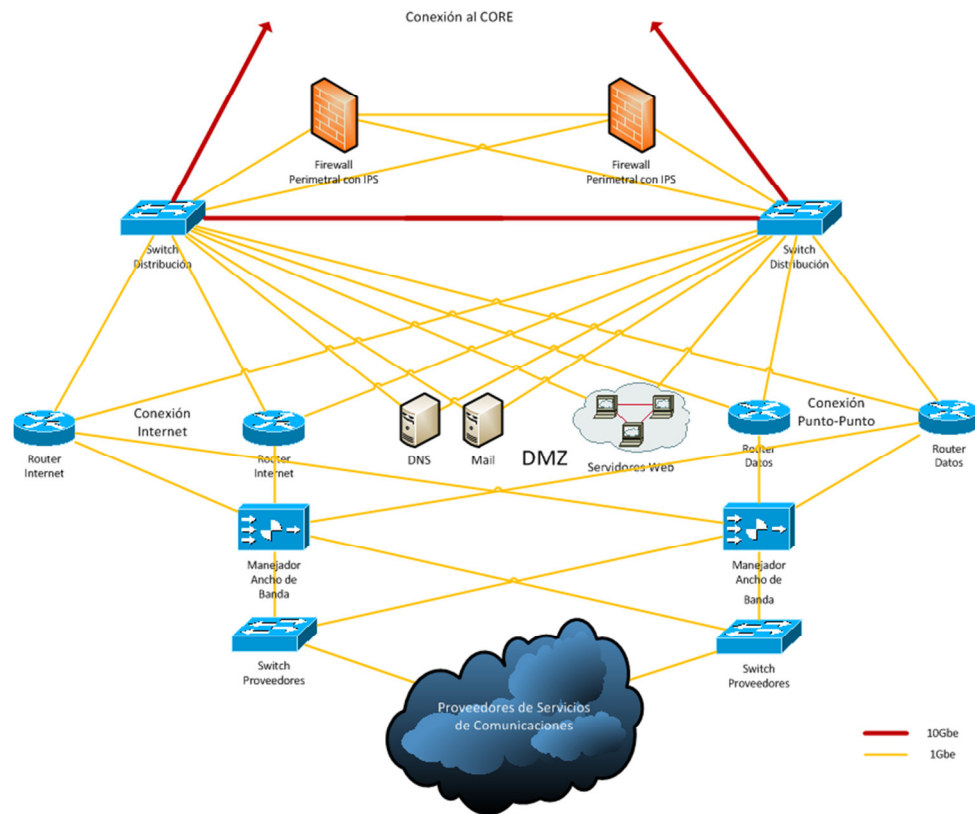 Conexión al CORE
Firewall
Perimetral con IPS
Firewall
Perimetral con IPS
Switch
Distribución
Switch
Distribución
Conexión
Internet
Conexión
Punto-Punto
Router
Internet
Router
Internet
DNS
Mail
DMZ
Servidores Web
Router
Datos
Router
Datos
Manejador
Ancho de
Banda
Manejador
Ancho de
Banda
Switch
Proveedores
Switch
Proveedores
Proveedores de Servicios
de Comunicaciones
10Gbe
1Gbe